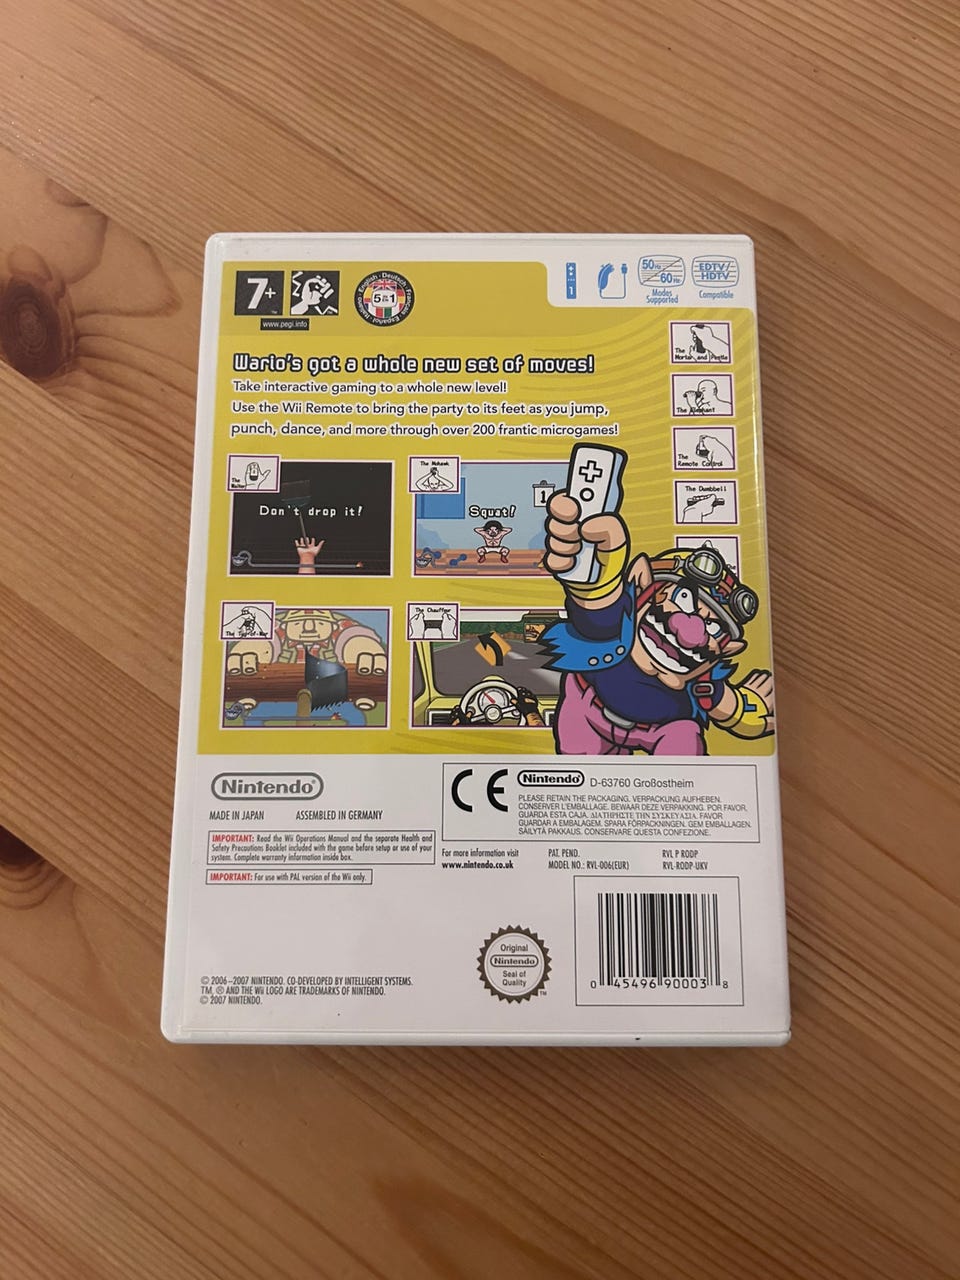 7+
www.pegi.info
English · Deutsch · Français · Español · Italiano
5 in 1
1
50Hz
60Hz
Modes
Supported
EDTV/
HDTV
Compatible
Wario's got a whole new set of moves!
Take interactive gaming to a whole new level!
Use the Wii Remote to bring the party to its feet as you jump,
punch, dance, and more through over 200 frantic microgames!
The
Mortar and Pestle
The Elephant
The
Remote Control
The Dumbbell
The
Waiter
Don't drop it!
The Mohawk
Squat!
1
The Tug-of-War
The Chauffeur
Nintendo®
MADE IN JAPAN ASSEMBLED IN GERMANY
IMPORTANT: Read the Wii Operations Manual and the separate Health and
Safety Precautions Booklet included with the game before setup or use of your
system. Complete warranty information inside box.
IMPORTANT: For use with PAL version of the Wii only.
CE
Nintendo® D-63760 Großostheim
PLEASE RETAIN THE PACKAGING. VERPACKUNG AUFHEBEN.
CONSERVER L'EMBALLAGE. BEWAAR DEZE VERPAKKING. POR FAVOR,
GUARDA ESTA CAJA. ΔΙΑΤΗΡΗΣΤΕ ΤΗΝ ΣΥΣΚΕΥΑΣΙΑ. FAVOR
GUARDAR A EMBALAGEM. SPARA FÖRPACKNINGEN. GEM EMBALLAGEN.
SÄILYTÄ PAKKAUS. CONSERVARE QUESTA CONFEZIONE.
For more information visit
www.nintendo.co.uk
PAT. PEND.
MODEL NO.: RVL-006(EUR)
RVL P RODP
RVL-RODP-UKV
Original
Nintendo
Seal of
Quality
TM
0 45496 90003 8
© 2006–2007 NINTENDO. CO-DEVELOPED BY INTELLIGENT SYSTEMS.
TM, ® AND THE Wii LOGO ARE TRADEMARKS OF NINTENDO.
© 2007 NINTENDO.